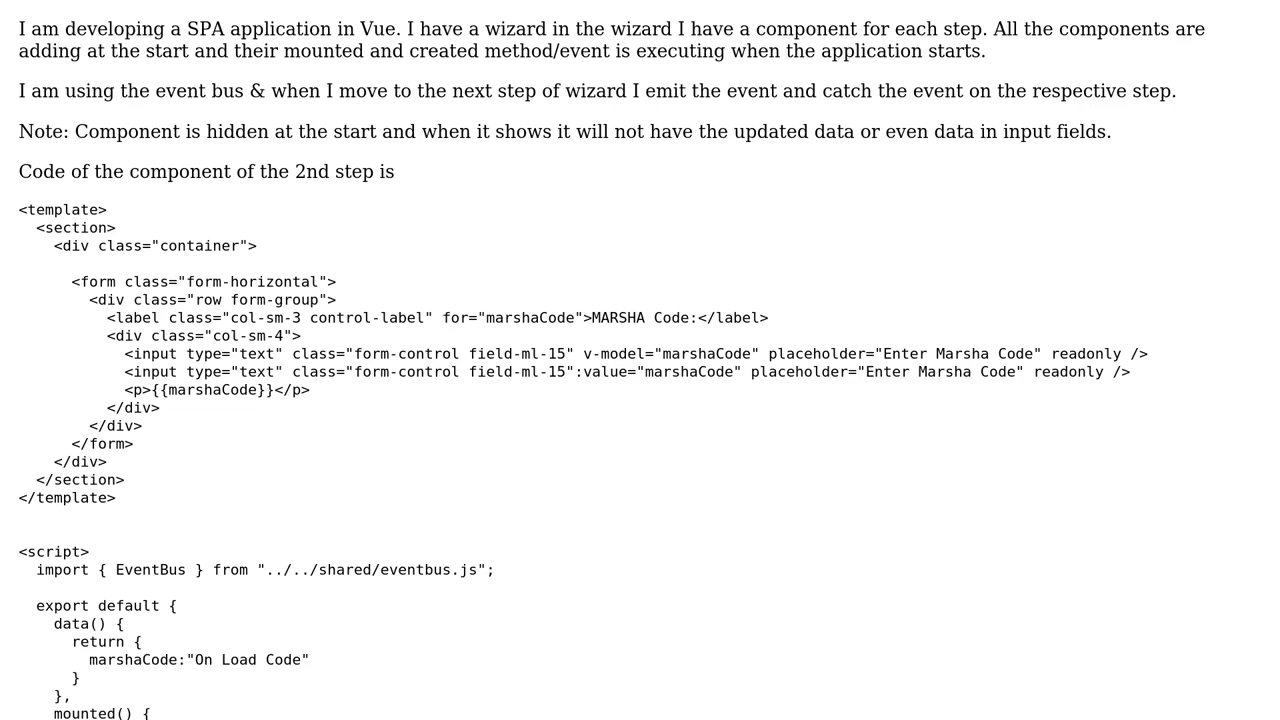 I am developing a SPA application in Vue. I have a wizard in the wizard I have a component for each step. All the components are
adding at the start and their mounted and created method/event is executing when the application starts.
I am using the event bus & when I move to the next step of wizard I emit the event and catch the event on the respective step.
Note: Component is hidden at the start and when it shows it will not have the updated data or even data in input fields.
Code of the component of the 2nd step is
<template>
  <section>
    <div class="container">
      <form class="form-horizontal">
        <div class="row form-group">
          <label class="col-sm-3 control-label" for="marshaCode">MARSHA Code:</label>
          <div class="col-sm-4">
            <input type="text" class="form-control field-ml-15" v-model="marshaCode" placeholder="Enter Marsha Code" readonly />
            <input type="text" class="form-control field-ml-15":value="marshaCode" placeholder="Enter Marsha Code" readonly />
            <p>{{marshaCode}}</p>
          </div>
        </div>
      </form>
    </div>
  </section>
</template>
<script>
  import { EventBus } from "../../shared/eventbus.js";
  export default {
    data() {
      return {
        marshaCode:"On Load Code"
      }
    },
    mounted() {